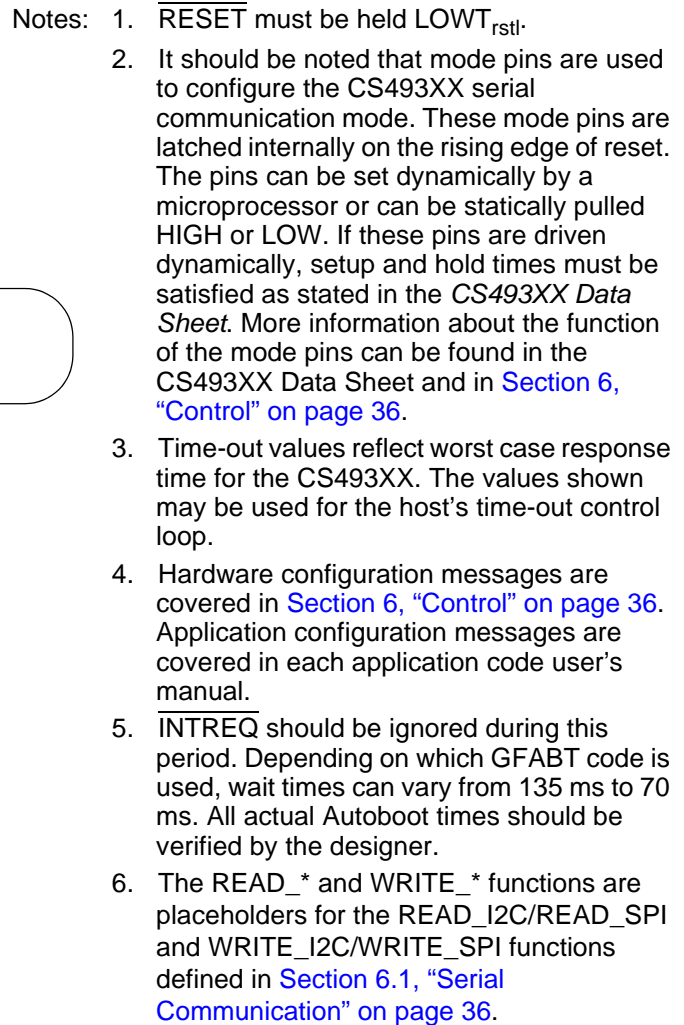 Notes: 1. RESET must be held LOWTrstl.
2. It should be noted that mode pins are used
to configure the CS493XX serial
communication mode. These mode pins are
latched internally on the rising edge of reset.
The pins can be set dynamically by a
microprocessor or can be statically pulled
HIGH or LOW. If these pins are driven
dynamically, setup and hold times must be
satisfied as stated in the CS493XX Data
Sheet. More information about the function
of the mode pins can be found in the
CS493XX Data Sheet and in Section 6,
“Control” on page 36.
3. Time-out values reflect worst case response
time for the CS493XX. The values shown
may be used for the host’s time-out control
loop.
4. Hardware configuration messages are
covered in Section 6, “Control” on page 36.
Application configuration messages are
covered in each application code user’s
manual.
5. INTREQ should be ignored during this
period. Depending on which GFABT code is
used, wait times can vary from 135 ms to 70
ms. All actual Autoboot times should be
verified by the designer.
6. The READ_* and WRITE_* functions are
placeholders for the READ_I2C/READ_SPI
and WRITE_I2C/WRITE_SPI functions
defined in Section 6.1, “Serial
Communication” on page 36.